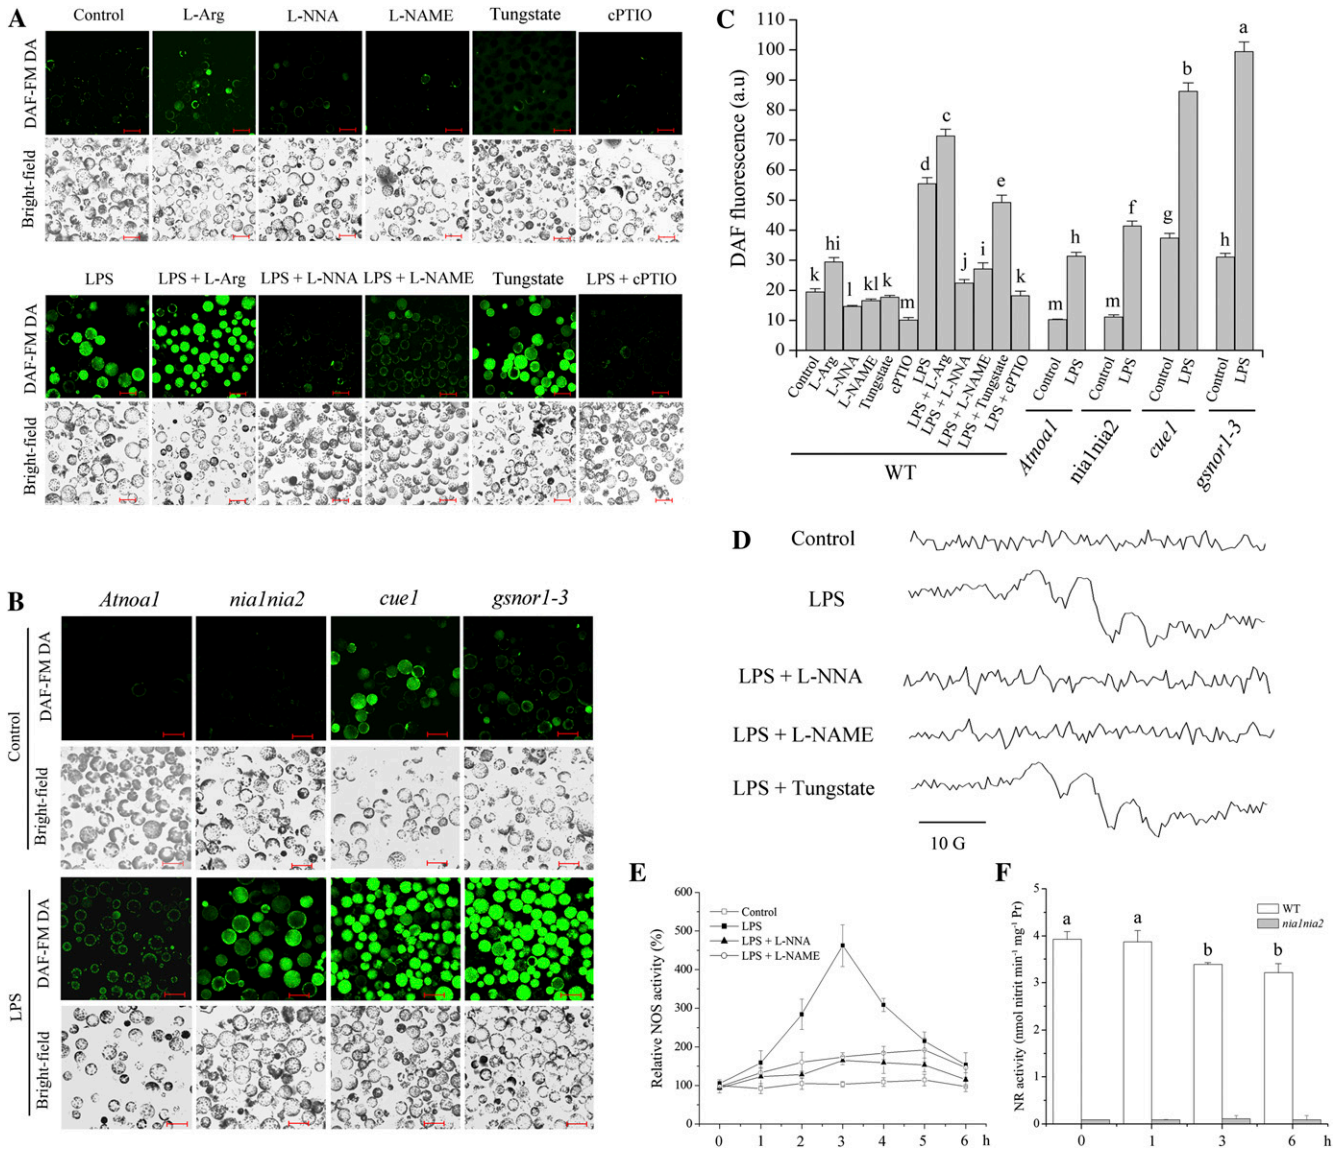 A
Control L-Arg L-NNA L-NAME Tungstate cPTIO
DAF-FM DA
Bright-field
LPS LPS + L-Arg LPS + L-NNA LPS + L-NAME Tungstate LPS + cPTIO
DAF-FM DA
Bright-field
B
Atnoa1 nia1nia2 cue1 gsnor1-3
Control
DAF-FM DA
Bright-field
LPS
DAF-FM DA
Bright-field
C
DAF fluorescence (a.u)
110
100
90
80
70
60
50
40
30
20
10
0
k hi l kl k m d c j i e k m h m f g b h a
Control
L-Arg
L-NNA
L-NAME
Tungstate
cPTIO
LPS
LPS + L-Arg
LPS + L-NNA
LPS + L-NAME
LPS + Tungstate
LPS + cPTIO
Control
LPS
Control
LPS
Control
LPS
Control
LPS
WT
Atnoa1
nia1nia2
cue1
gsnor1-3
D
Control
LPS
LPS + L-NNA
LPS + L-NAME
LPS + Tungstate
10 G
E
Relative NOS activity (%)
600
500
400
300
200
100
0
Control
LPS
LPS + L-NNA
LPS + L-NAME
0 1 2 3 4 5 6 h
F
NR activity (nmol nitrit min⁻¹ mg⁻¹ Pr)
5
4
3
2
1
0
WT
nia1nia2
a a b b
0 1 3 6 h